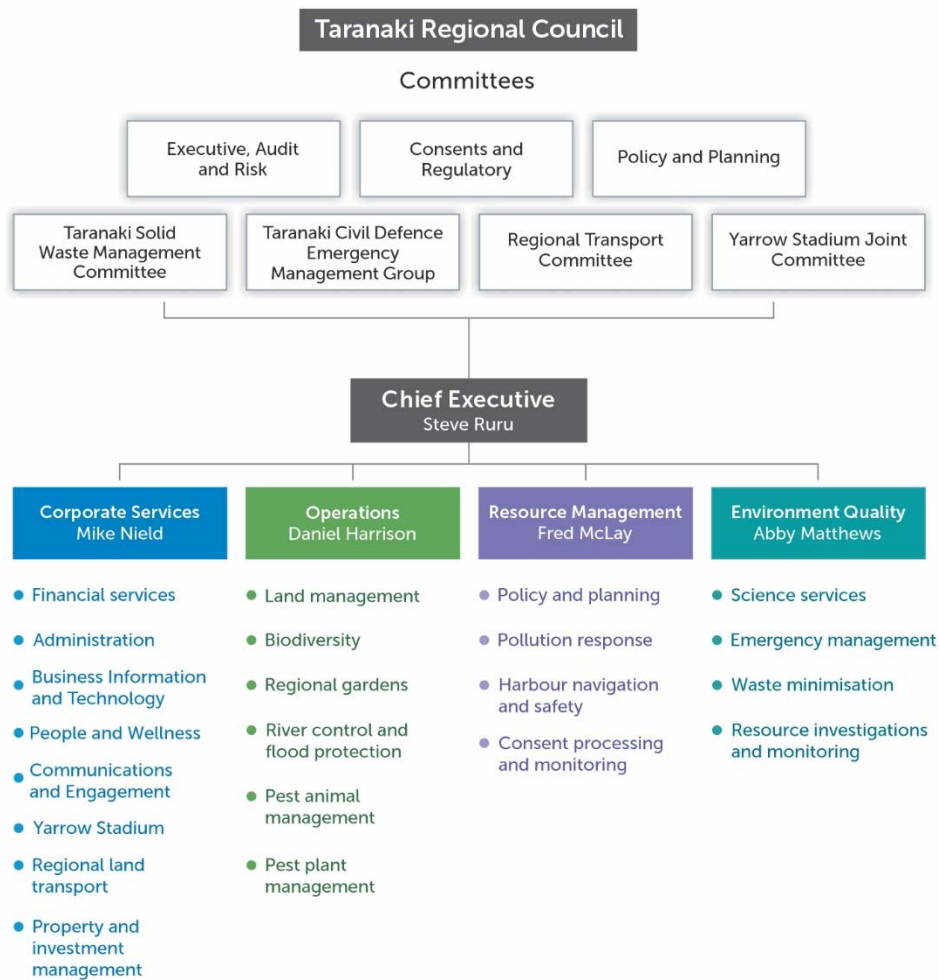 Taranaki Regional Council
Committees
Executive, Audit
and Risk
Consents and
Regulatory
Policy and Planning
Taranaki Solid
Waste Management
Committee
Taranaki Civil Defence
Emergency
Management Group
Regional Transport
Committee
Yarrow Stadium Joint
Committee
Chief Executive
Steve Ruru
Corporate Services
Mike Nield
Financial services
Administration
Business Information
and Technology
People and Wellness
Communications
and Engagement
Yarrow Stadium
Regional land
transport
Property and
investment
management
Operations
Daniel Harrison
Land management
Biodiversity
Regional gardens
River control and
flood protection
Pest animal
management
Pest plant
management
Resource Management
Fred McLay
Policy and planning
Pollution response
Harbour navigation
and safety
Consent processing
and monitoring
Environment Quality
Abby Matthews
Science services
Emergency management
Waste minimisation
Resource investigations
and monitoring